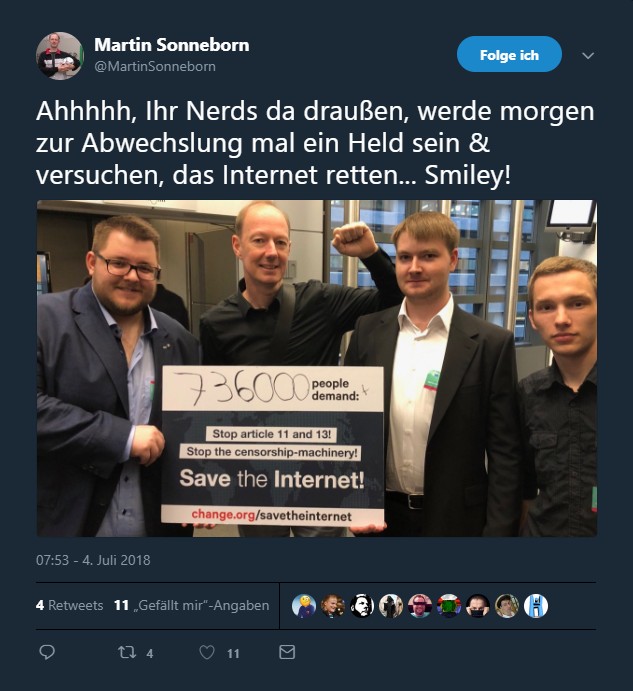 Martin Sonneborn
@MartinSonneborn
Folge ich
Ahhhhh, Ihr Nerds da draußen, werde morgen
zur Abwechslung mal ein Held sein &
versuchen, das Internet retten... Smiley!
736000 people
demand:
Stop article 11 and 13!
Stop the censorship-machinery!
Save the Internet!
change.org/savetheinternet
07:53 - 4. Juli 2018
4 Retweets 11 „Gefällt mir“-Angaben
4 11